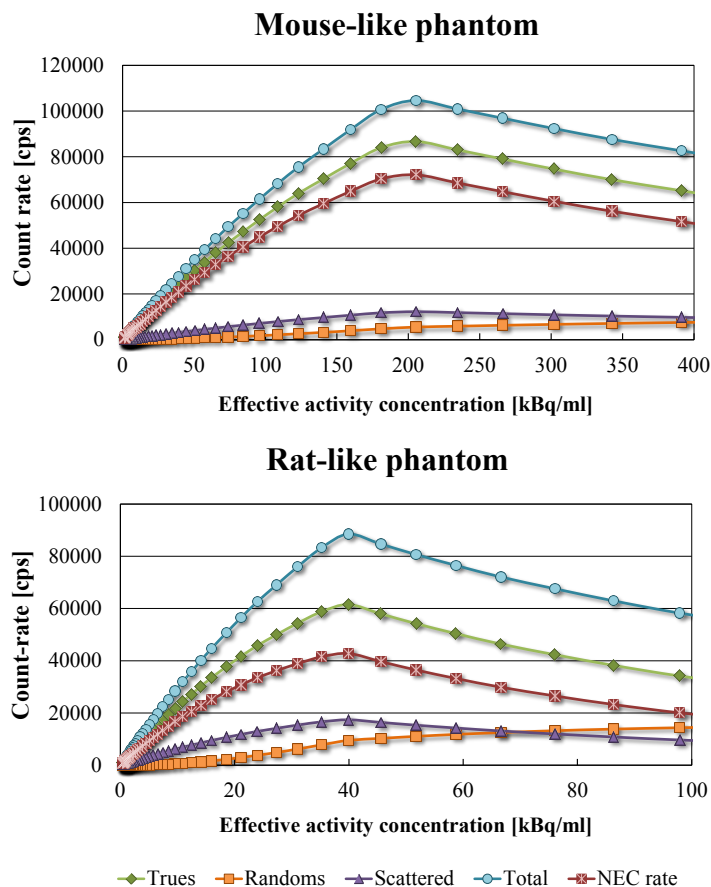 Mouse-like phantom
120000
100000
80000
60000
40000
20000
0
Count rate [cps]
0 50 100 150 200 250 300 350 400
Effective activity concentration [kBq/ml]
Rat-like phantom
100000
80000
60000
40000
20000
0
Count-rate [cps]
0 20 40 60 80 100
Effective activity concentration [kBq/ml]
Trues Randoms Scattered Total NEC rate